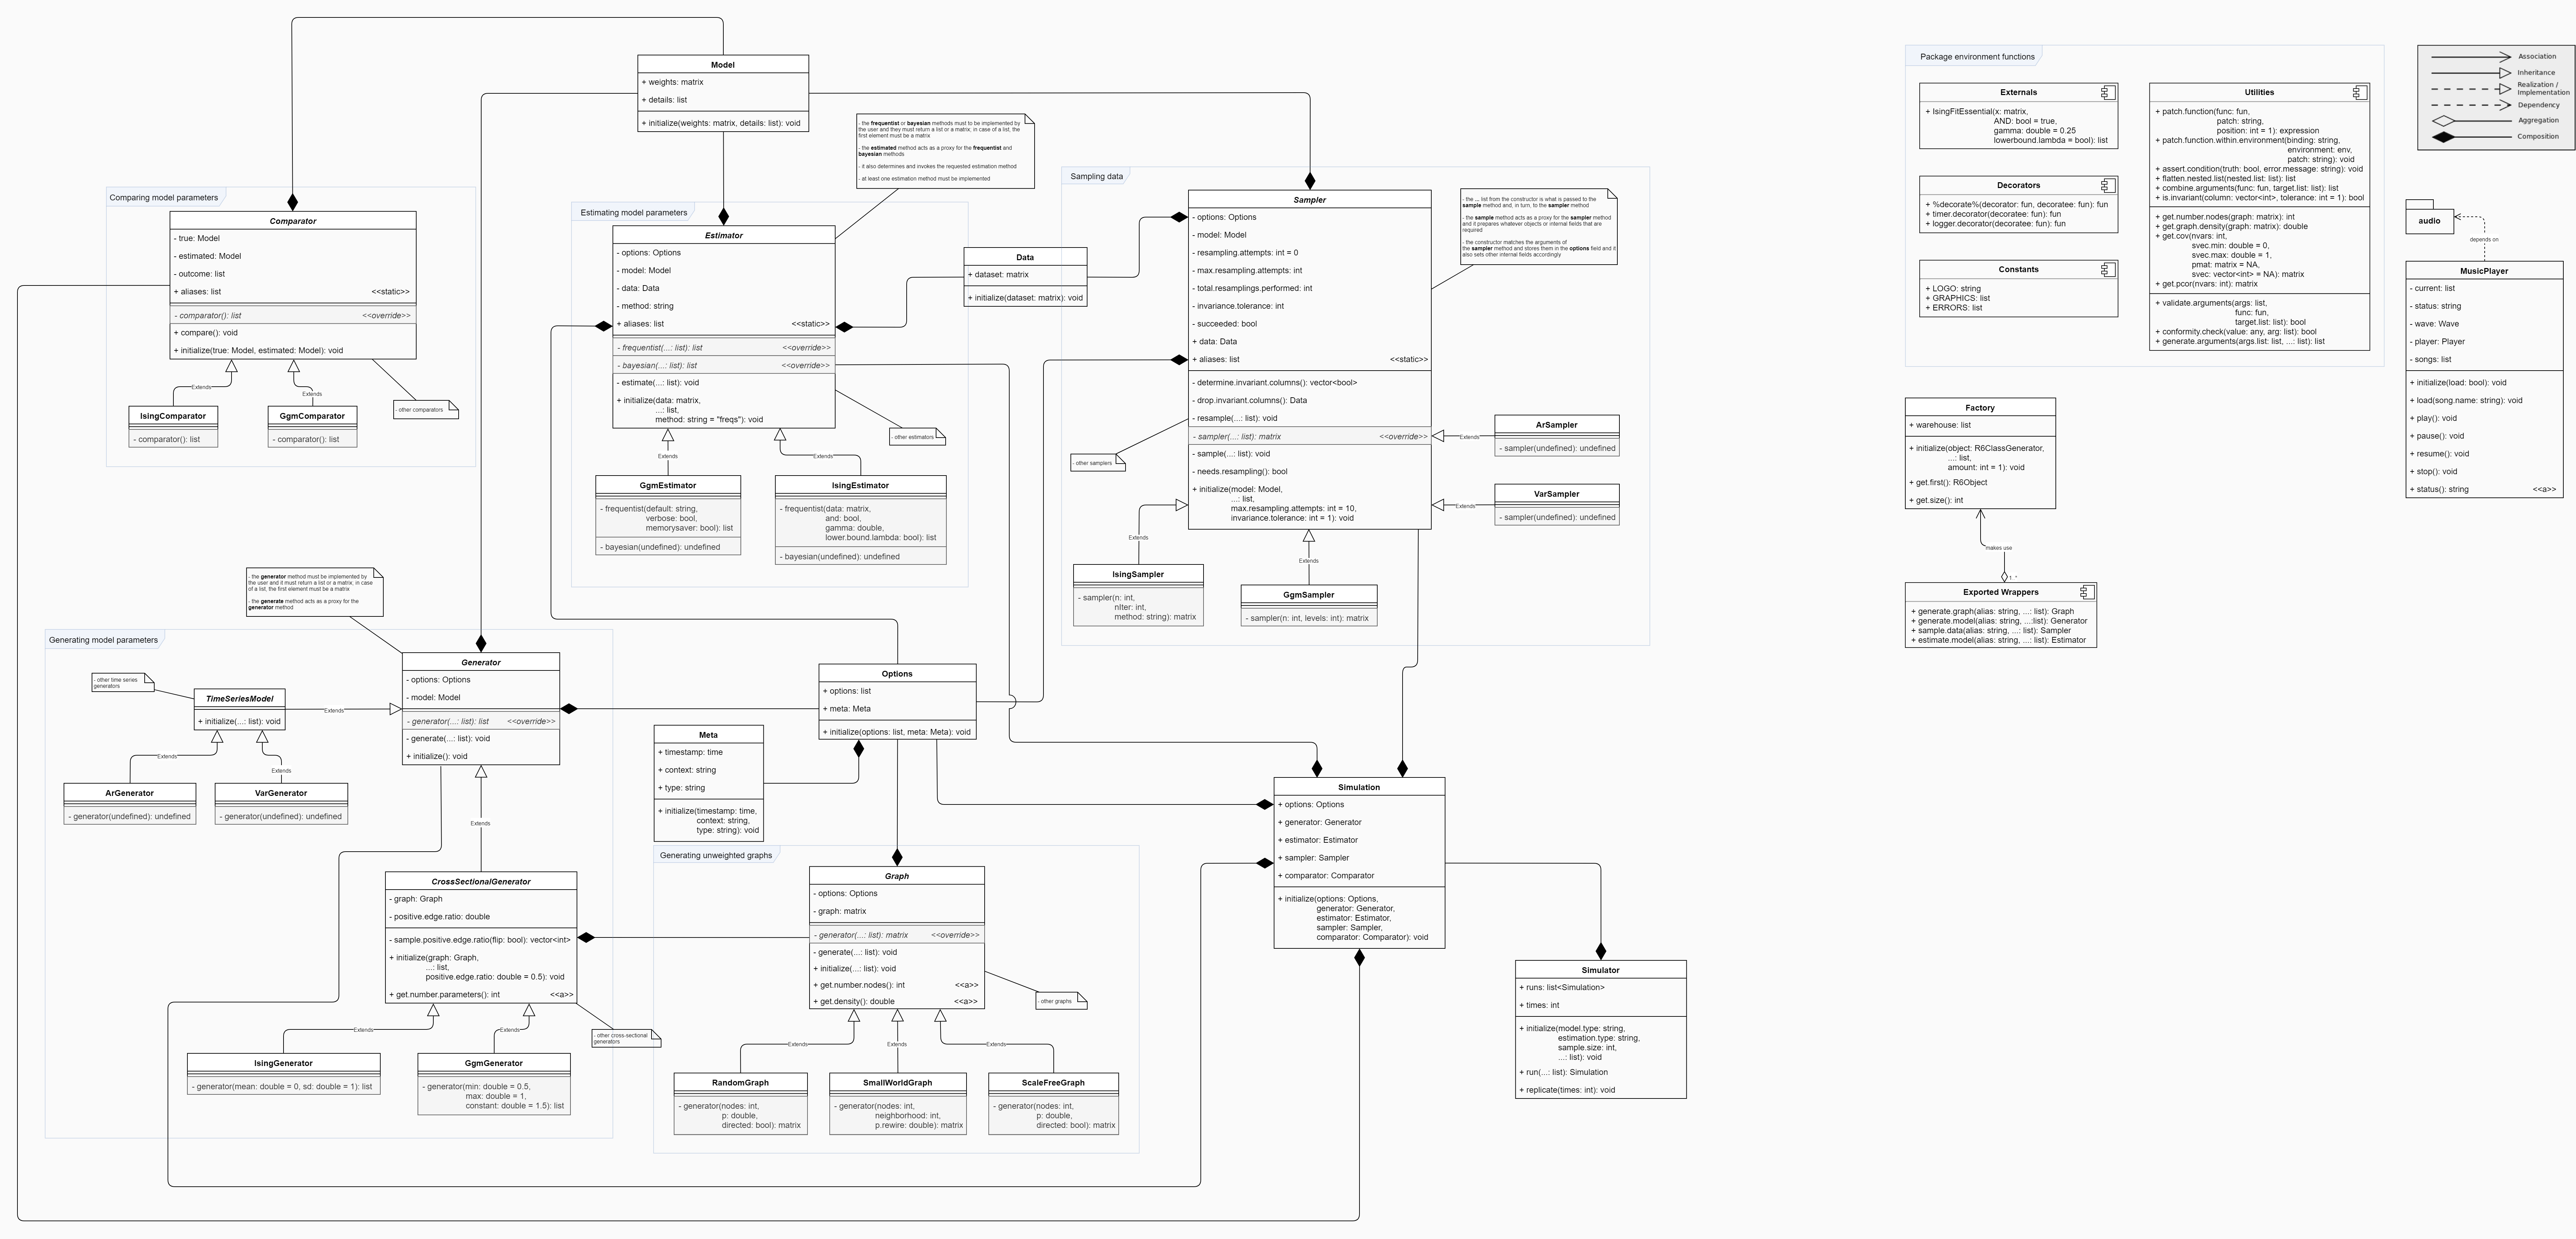 Model
+ weights: matrix
+ details: list
+ initialize(weights: matrix, details: list): void
- the frequentist or bayesian methods must to be implemented by
the user and they must return a list or a matrix; in case of a list, the
first element must be a matrix
- the estimated method acts as a proxy for the frequentist and
bayesian methods
- it also determines and invokes the requested estimation method
- at least one estimation method must be implemented
Comparing model parameters
Comparator
- true: Model
- estimated: Model
- outcome: list
+ aliases: list <<static>>
- comparator(): list <<override>>
+ compare(): void
+ initialize(true: Model, estimated: Model): void
Extends
Extends
IsingComparator
- comparator(): list
GgmComparator
- comparator(): list
- other comparators
Estimating model parameters
Estimator
- options: Options
- model: Model
- data: Data
- method: string
+ aliases: list <<static>>
- frequentist(...: list): list <<override>>
- bayesian(...: list): list <<override>>
- estimate(...: list): void
+ initialize(data: matrix,
...: list,
method: string = "freqs"): void
- other estimators
Extends
Extends
GgmEstimator
- frequentist(default: string,
verbose: bool,
memorysaver: bool): list
- bayesian(undefined): undefined
IsingEstimator
- frequentist(data: matrix,
and: bool,
gamma: double,
lower.bound.lambda: bool): list
- bayesian(undefined): undefined
Data
+ dataset: matrix
+ initialize(dataset: matrix): void
Sampling data
Sampler
- options: Options
- model: Model
- resampling.attempts: int = 0
- max.resampling.attempts: int
- total.resamplings.performed: int
- invariance.tolerance: int
- succeeded: bool
+ data: Data
+ aliases: list <<static>>
- determine.invariant.columns(): vector<bool>
- drop.invariant.columns(): Data
- resample(...: list): void
- sampler(...: list): matrix <<override>>
- sample(...: list): void
- needs.resampling(): bool
+ initialize(model: Model,
...: list,
max.resampling.attempts: int = 10,
invariance.tolerance: int = 1): void
- the ... list from the constructor is what is passed to the
sample method and, in turn, to the sampler method
- the sample method acts as a proxy for the sampler method
and it prepares whatever objects or internal fields that are
required
- the constructor matches the arguments of
the sampler method and stores them in the options field and it
also sets other internal fields accordingly
- other samplers
Extends
ArSampler
- sampler(undefined): undefined
Extends
VarSampler
- sampler(undefined): undefined
Extends
Extends
IsingSampler
- sampler(n: int,
nIter: int,
method: string): matrix
GgmSampler
- sampler(n: int, levels: int): matrix
- the generator method must be implemented by
the user and it must return a list or a matrix, in case
of a list, the first element must be a matrix
- the generate method acts as a proxy for the
generator method
Generating model parameters
Generator
- options: Options
- model: Model
- generator(...: list): list <<override>>
- generate(...: list): void
+ initialize(): void
- other time series
generators
TimeSeriesModel
+ initialize(...: list): void
Extends
Extends
Extends
ArGenerator
- generator(undefined): undefined
VarGenerator
- generator(undefined): undefined
Extends
CrossSectionalGenerator
- graph: Graph
- positive.edge.ratio: double
- sample.positive.edge.ratio(flip: bool): vector<int>
+ initialize(graph: Graph,
...: list,
positive.edge.ratio: double = 0.5): void
+ get.number.parameters(): int <<a>>
Extends
Extends
- other cross-sectional
generators
IsingGenerator
- generator(mean: double = 0, sd: double = 1): list
GgmGenerator
- generator(min: double = 0.5,
max: double = 1,
constant: double = 1.5): list
Options
+ options: list
+ meta: Meta
+ initialize(options: list, meta: Meta): void
Meta
+ timestamp: time
+ context: string
+ type: string
+ initialize(timestamp: time,
context: string,
type: string): void
Generating unweighted graphs
Graph
- options: Options
- graph: matrix
- generator(...: list): matrix <<override>>
- generate(...: list): void
+ initialize(...: list): void
+ get.number.nodes(): int <<a>>
+ get.density(): double <<a>>
- other graphs
Extends
Extends
Extends
RandomGraph
- generator(nodes: int,
p: double,
directed: bool): matrix
SmallWorldGraph
- generator(nodes: int,
neighborhood: int,
p.rewire: double): matrix
ScaleFreeGraph
- generator(nodes: int,
p: double,
directed: bool): matrix
Simulation
+ options: Options
+ generator: Generator
+ estimator: Estimator
+ sampler: Sampler
+ comparator: Comparator
+ initialize(options: Options,
generator: Generator,
estimator: Estimator,
sampler: Sampler,
comparator: Comparator): void
Simulator
+ runs: list<Simulation>
+ times: int
+ initialize(model.type: string,
estimation.type: string,
sample.size: int,
...: list): void
+ run(...: list): Simulation
+ replicate(times: int): void
Package environment functions
Externals
+ IsingFitEssential(x: matrix,
AND: bool = true,
gamma: double = 0.25
lowerbound.lambda = bool): list
Decorators
+ %decorate%(decorator: fun, decoratee: fun): fun
+ timer.decorator(decoratee: fun): fun
+ logger.decorator(decoratee: fun): fun
Constants
+ LOGO: string
+ GRAPHICS: list
+ ERRORS: list
Utilities
+ patch.function(func: fun,
patch: string,
position: int = 1): expression
+ patch.function.within.environment(binding: string,
environment: env,
patch: string): void
+ assert.condition(truth: bool, error.message: string): void
+ flatten.nested.list(nested.list: list): list
+ combine.arguments(func: fun, target.list: list): list
+ is.invariant(column: vector<int>, tolerance: int = 1): bool
+ get.number.nodes(graph: matrix): int
+ get.graph.density(graph: matrix): double
+ get.cov(nvars: int,
svec.min: double = 0,
svec.max: double = 1,
pmat: matrix = NA,
svec: vector<int> = NA): matrix
+ get.pcor(nvars: int): matrix
+ validate.arguments(args: list,
func: fun,
target.list: list): bool
+ conformity.check(value: any, arg: list): bool
+ generate.arguments(args.list: list, ...: list): list
Association
Inheritance
Realization /
Implementation
Dependency
Aggregation
Composition
audio
depends on
MusicPlayer
- current: list
- status: string
- wave: Wave
- player: Player
- songs: list
+ initialize(load: bool): void
+ load(song.name: string): void
+ play(): void
+ pause(): void
+ resume(): void
+ stop(): void
+ status(): string <<a>>
Factory
+ warehouse: list
+ initialize(object: R6ClassGenerator,
...: list,
amount: int = 1): void
+ get.first(): R6Object
+ get.size(): int
makes use
1..*
Exported Wrappers
+ generate.graph(alias: string, ...: list): Graph
+ generate.model(alias: string, ...:list): Generator
+ sample.data(alias: string, ...: list): Sampler
+ estimate.model(alias: string, ...: list): Estimator